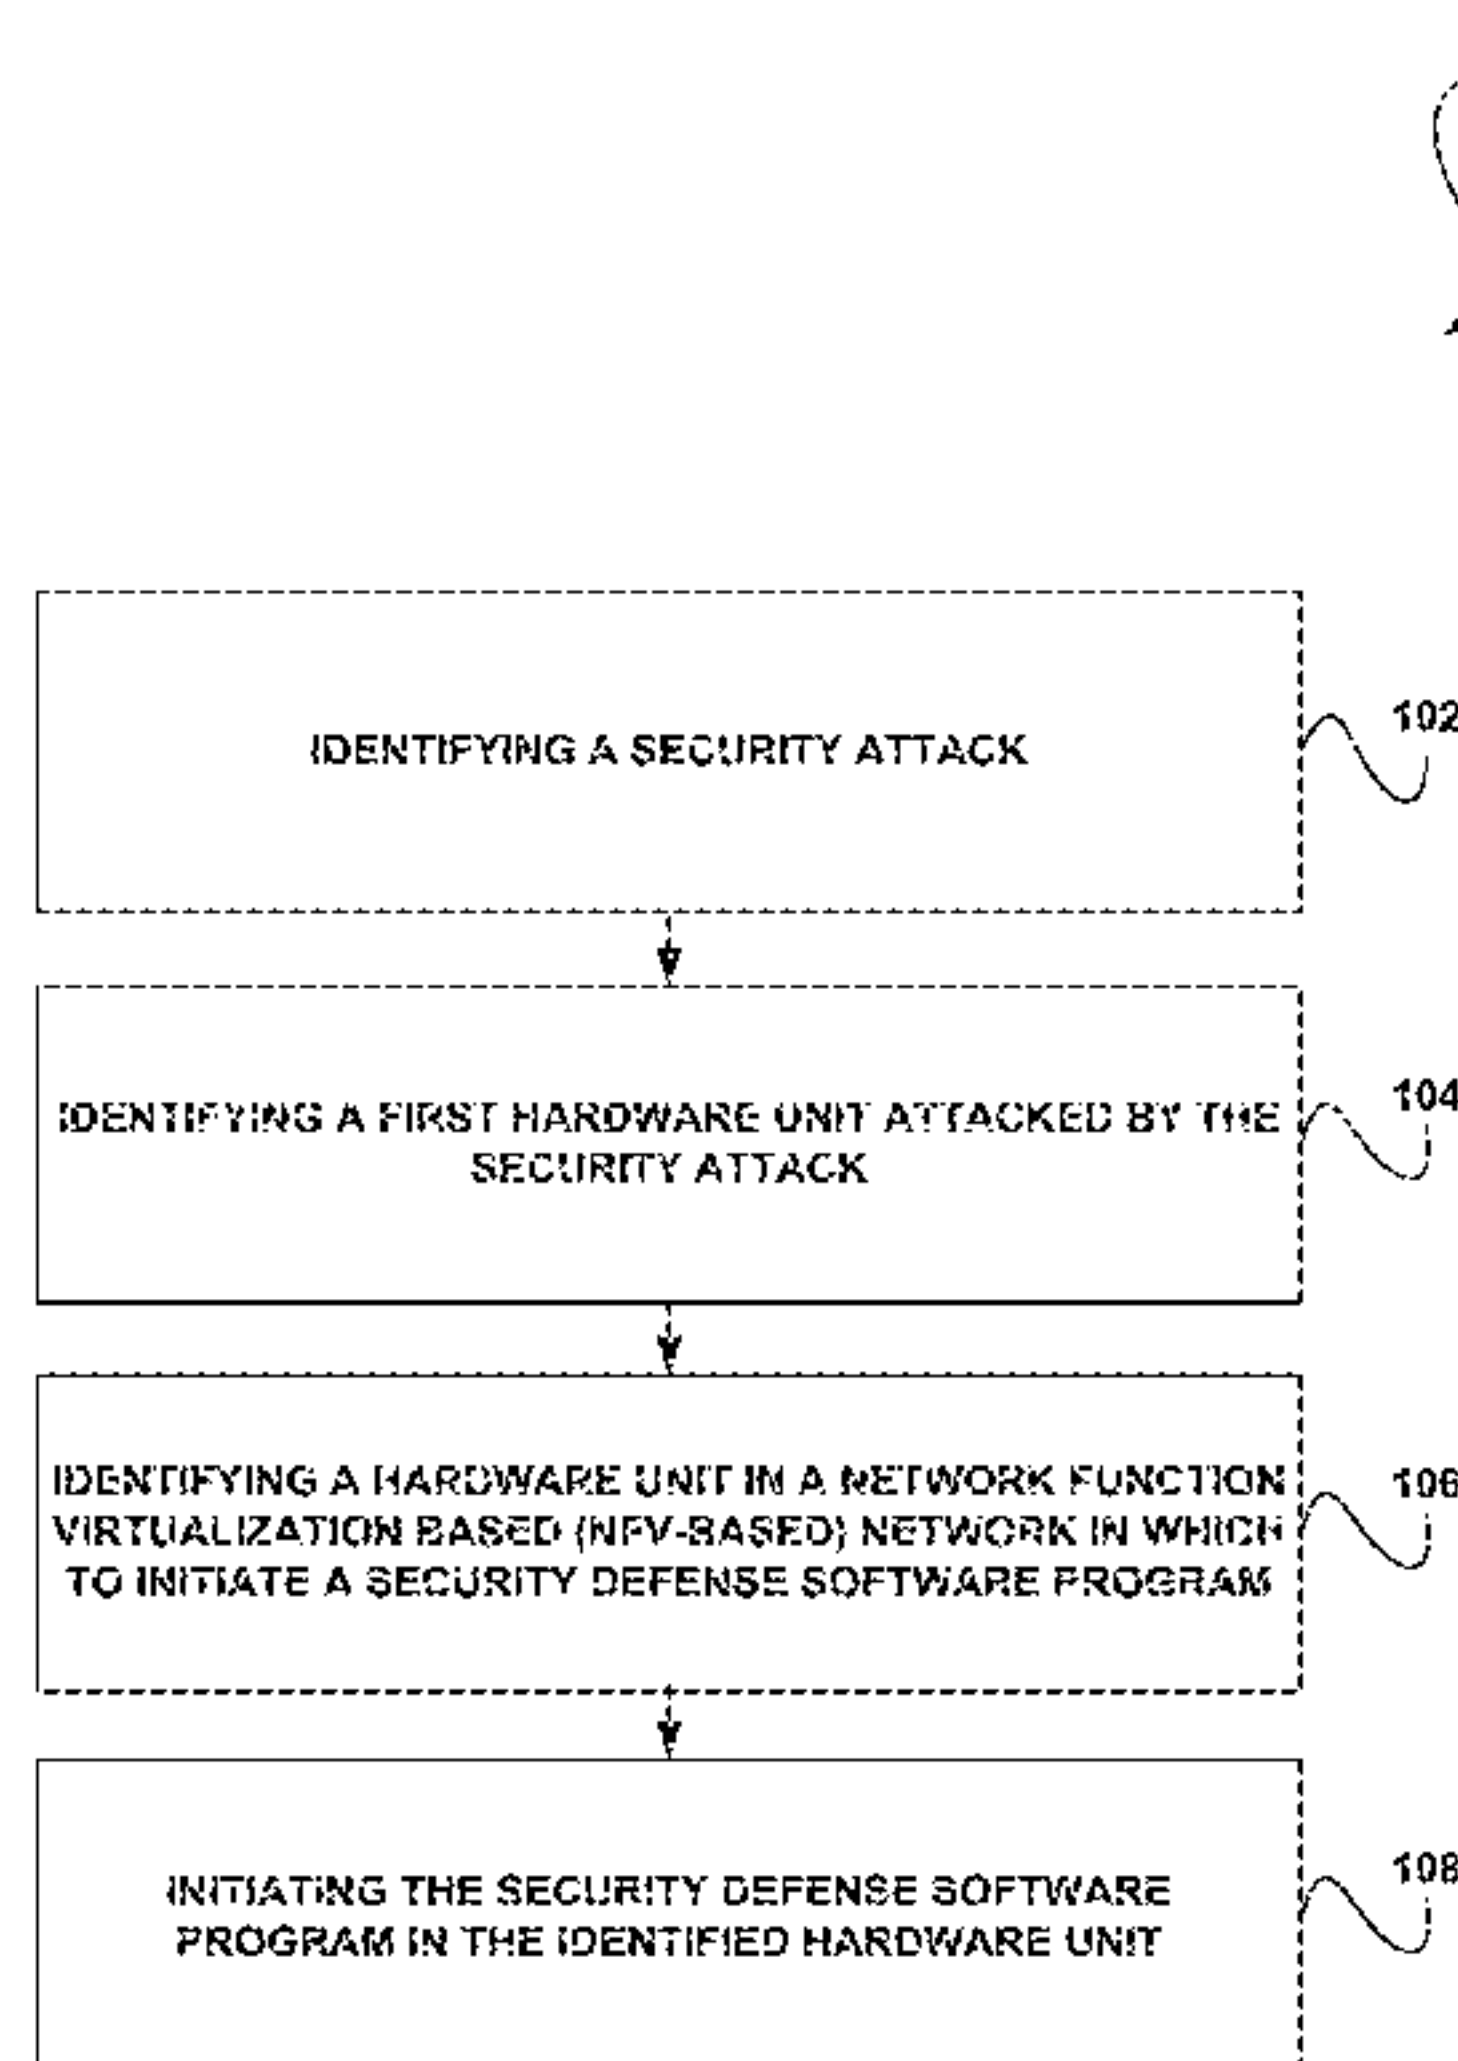 IDENTIFYING A SECURITY ATTACK
102
IDENTIFYING A FIRST HARDWARE UNIT ATTACKED BY THE
SECURITY ATTACK
104
IDENTIFYING A HARDWARE UNIT IN A NETWORK FUNCTION
VIRTUALIZATION BASED (NFV-BASED) NETWORK IN WHICH
TO INITIATE A SECURITY DEFENSE SOFTWARE PROGRAM
106
INITIATING THE SECURITY DEFENSE SOFTWARE
PROGRAM IN THE IDENTIFIED HARDWARE UNIT
108